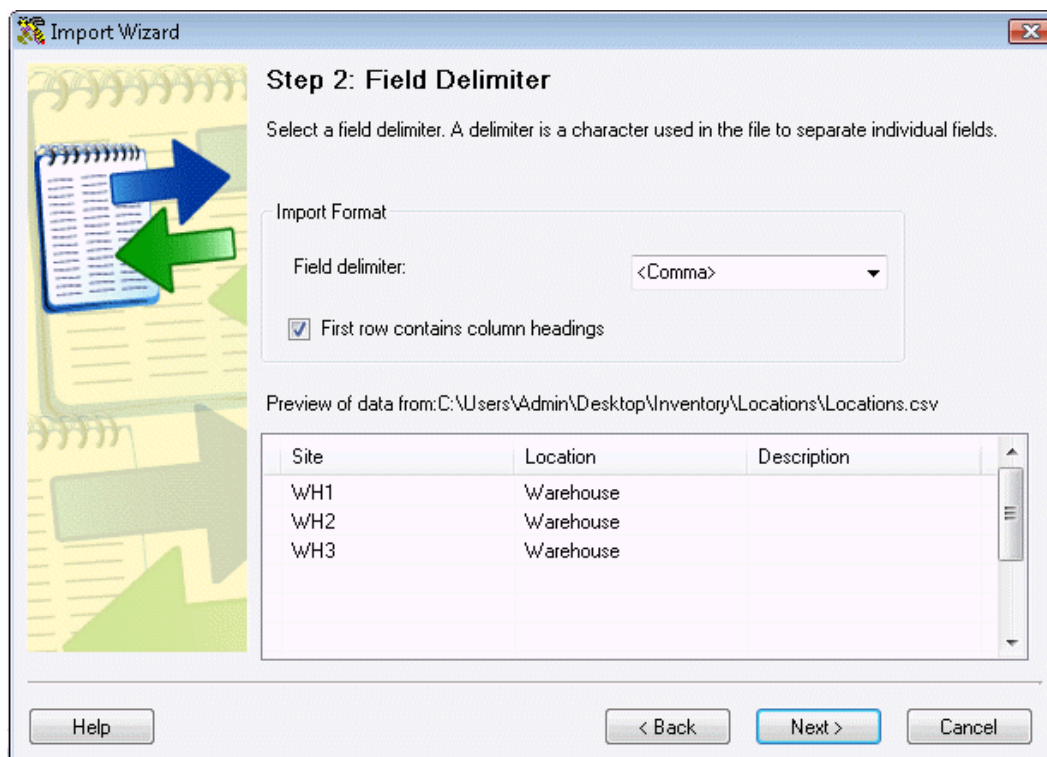 Import Wizard
Step 2: Field Delimiter
Select a field delimiter. A delimiter is a character used in the file to separate individual fields.
Import Format
Field delimiter: <Comma>
First row contains column headings
Preview of data from:C:\Users\Admin\Desktop\Inventory\Locations\Locations.csv
Site Location Description
WH1 Warehouse
WH2 Warehouse
WH3 Warehouse
Help < Back Next > Cancel